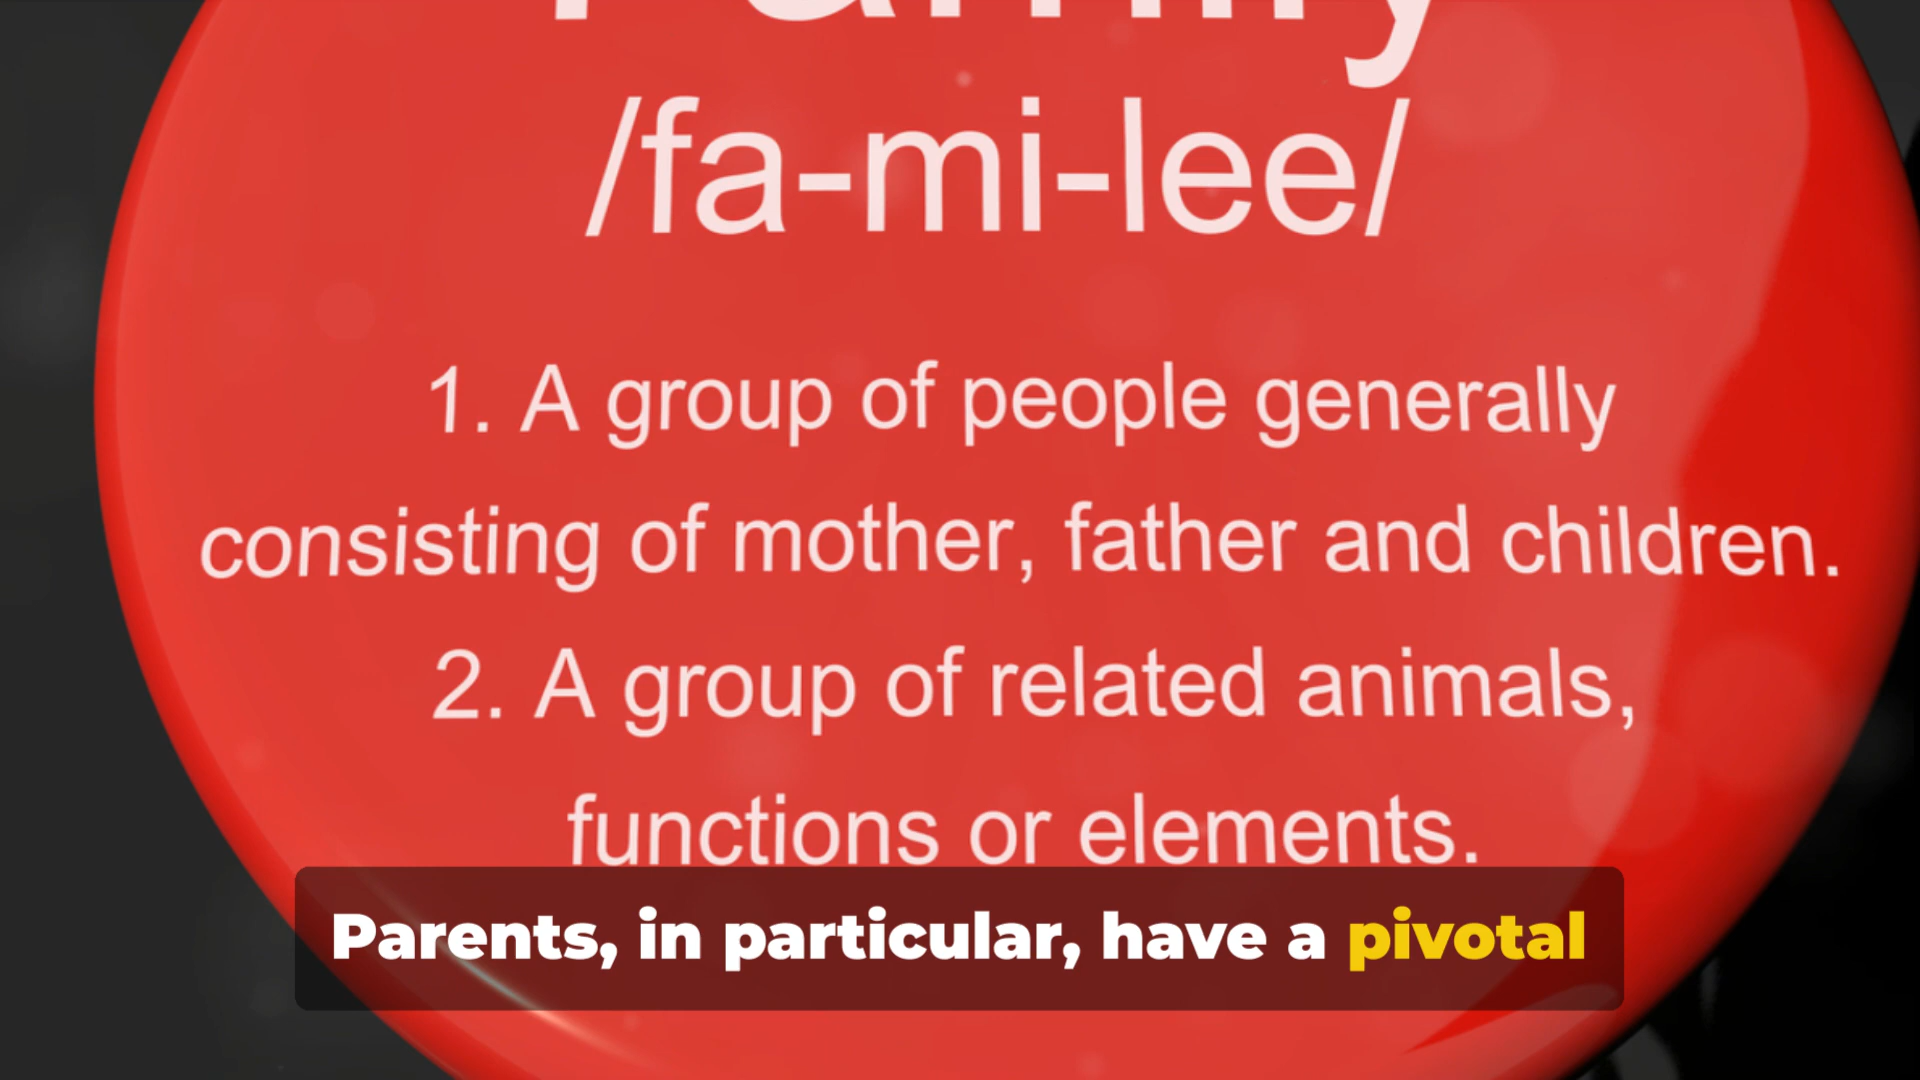 Family
/fa-mi-lee/
1. A group of people generally
consisting of mother, father and children.
2. A group of related animals,
functions or elements.
Parents, in particular, have a pivotal